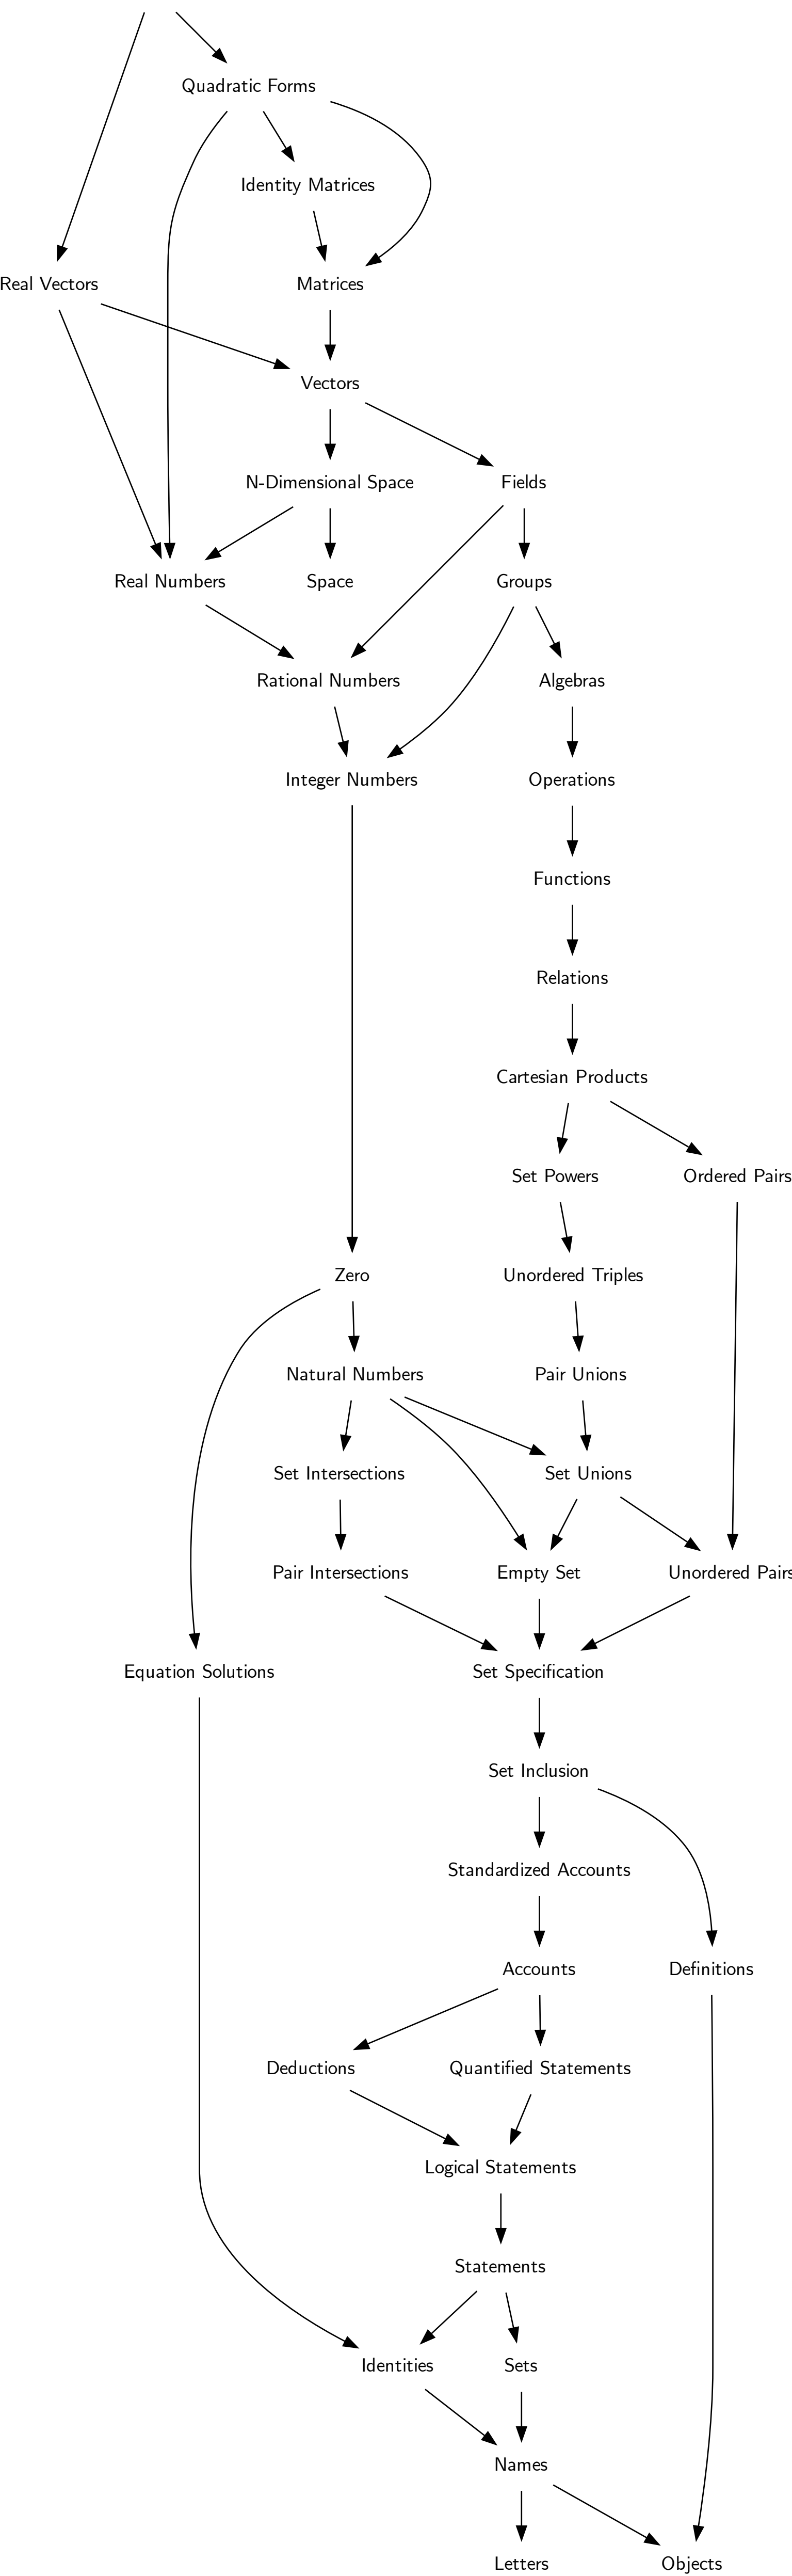 Quadratic Forms
Identity Matrices
Real Vectors
Matrices
Vectors
N-Dimensional Space
Fields
Real Numbers
Space
Groups
Rational Numbers
Algebras
Integer Numbers
Operations
Functions
Relations
Cartesian Products
Set Powers
Ordered Pairs
Zero
Unordered Triples
Natural Numbers
Pair Unions
Set Intersections
Set Unions
Pair Intersections
Empty Set
Unordered Pairs
Equation Solutions
Set Specification
Set Inclusion
Standardized Accounts
Accounts
Definitions
Deductions
Quantified Statements
Logical Statements
Statements
Identities
Sets
Names
Letters
Objects